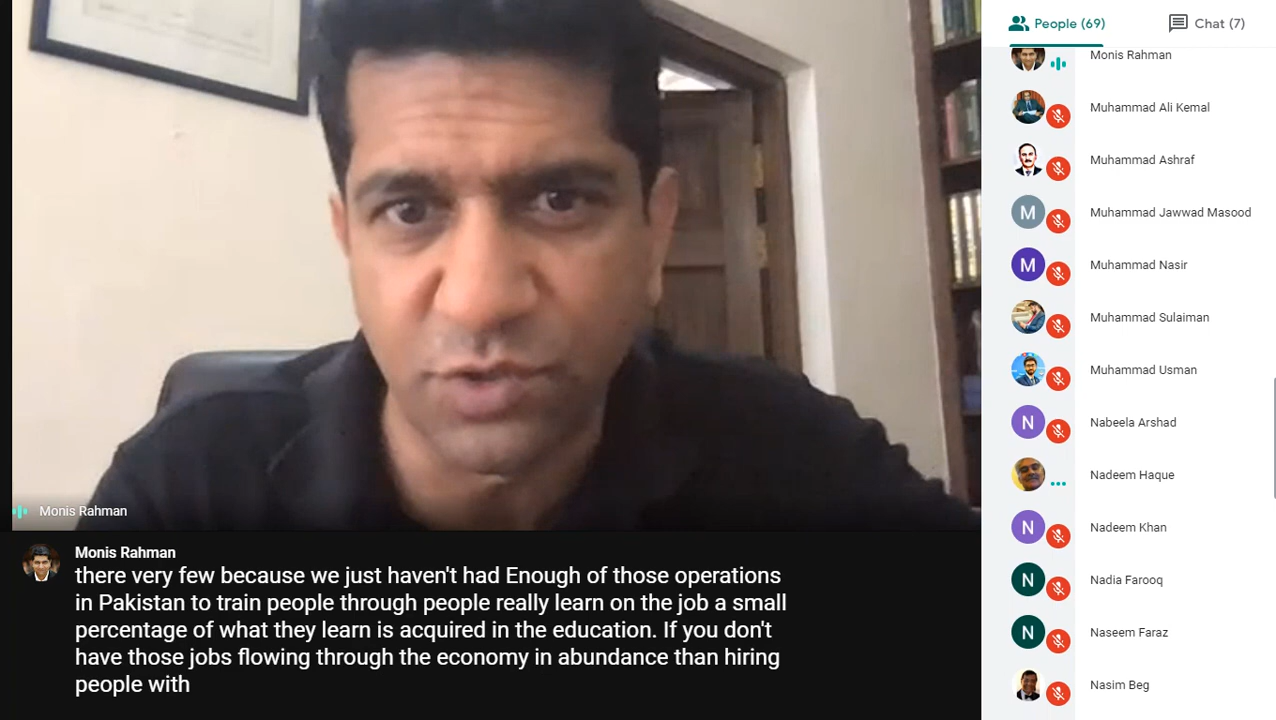 People (69)
Chat (7)
Monis Rahman
Muhammad Ali Kemal
Muhammad Ashraf
M
Muhammad Jawwad Masood
M
Muhammad Nasir
Muhammad Sulaiman
Muhammad Usman
N
Nabeela Arshad
Nadeem Haque
N
Nadeem Khan
N
Nadia Farooq
N
Naseem Faraz
Nasim Beg
Monis Rahman
Monis Rahman
there very few because we just haven't had Enough of those operations
in Pakistan to train people through people really learn on the job a small
percentage of what they learn is acquired in the education. If you don't
have those jobs flowing through the economy in abundance than hiring
people with